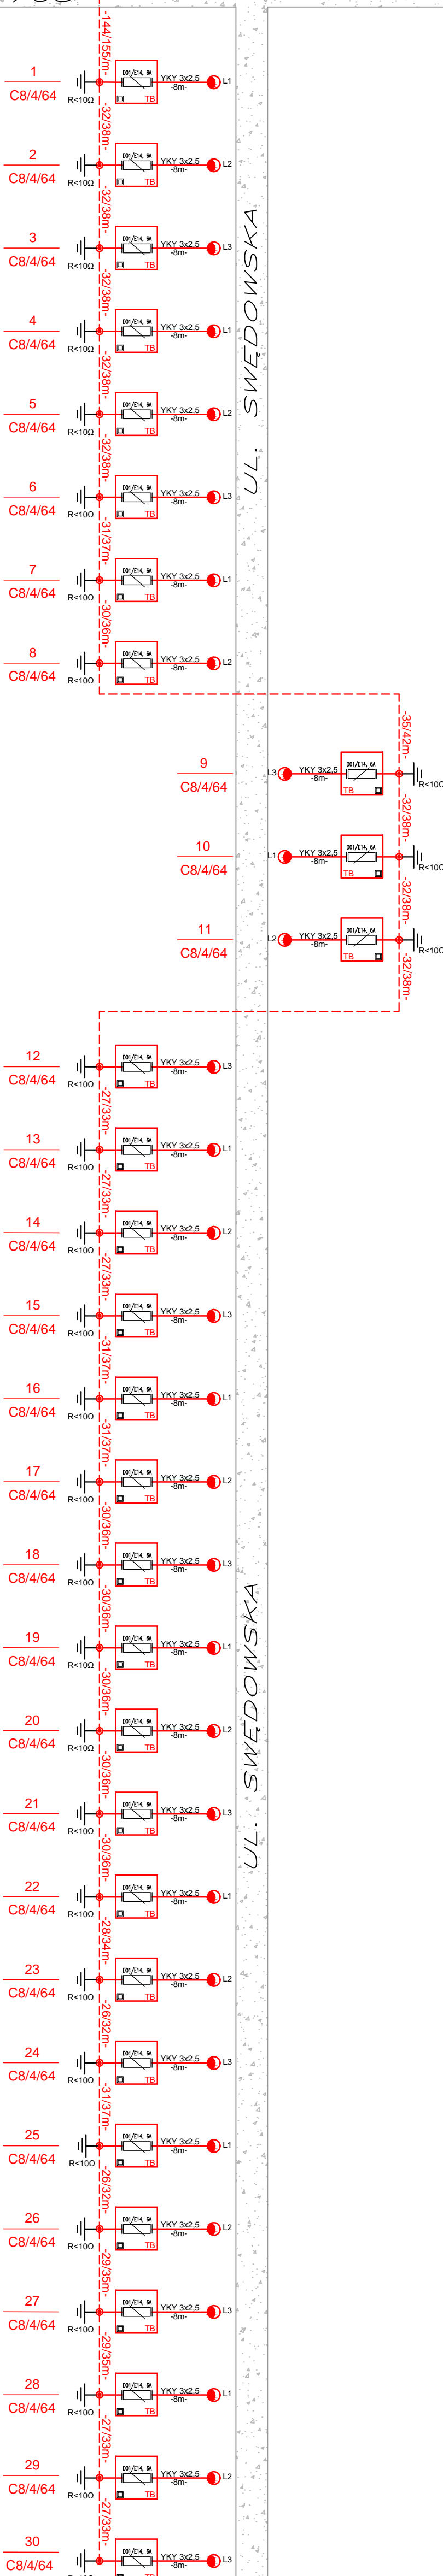 -144/155/m-
1
C8/4/64
R<10Ω
D01/E14, 6A
TB
YKY 3x2,5
-8m-
L1
-32/38m-
2
C8/4/64
R<10Ω
D01/E14, 6A
TB
YKY 3x2,5
-8m-
L2
-32/38m-
3
C8/4/64
R<10Ω
D01/E14, 6A
TB
YKY 3x2,5
-8m-
L3
UL. SWĘDOWSKA
-32/38m-
4
C8/4/64
R<10Ω
D01/E14, 6A
TB
YKY 3x2,5
-8m-
L1
-32/38m-
5
C8/4/64
R<10Ω
D01/E14, 6A
TB
YKY 3x2,5
-8m-
L2
-32/38m-
6
C8/4/64
R<10Ω
D01/E14, 6A
TB
YKY 3x2,5
-8m-
L3
-31/37m-
7
C8/4/64
R<10Ω
D01/E14, 6A
TB
YKY 3x2,5
-8m-
L1
-30/36m-
8
C8/4/64
R<10Ω
D01/E14, 6A
TB
YKY 3x2,5
-8m-
L2
-35/42m-
9
C8/4/64
L3
YKY 3x2,5
-8m-
D01/E14, 6A
TB
R<10Ω
-32/38m-
10
C8/4/64
L1
YKY 3x2,5
-8m-
D01/E14, 6A
TB
R<10Ω
-32/38m-
11
C8/4/64
L2
YKY 3x2,5
-8m-
D01/E14, 6A
TB
R<10Ω
-32/38m-
12
C8/4/64
R<10Ω
D01/E14, 6A
TB
YKY 3x2,5
-8m-
L3
-27/33m-
13
C8/4/64
R<10Ω
D01/E14, 6A
TB
YKY 3x2,5
-8m-
L1
-27/33m-
14
C8/4/64
R<10Ω
D01/E14, 6A
TB
YKY 3x2,5
-8m-
L2
-27/33m-
15
C8/4/64
R<10Ω
D01/E14, 6A
TB
YKY 3x2,5
-8m-
L3
-31/37m-
16
C8/4/64
R<10Ω
D01/E14, 6A
TB
YKY 3x2,5
-8m-
L1
-31/37m-
17
C8/4/64
R<10Ω
D01/E14, 6A
TB
YKY 3x2,5
-8m-
L2
-30/36m-
18
C8/4/64
R<10Ω
D01/E14, 6A
TB
YKY 3x2,5
-8m-
L3
-30/36m-
19
C8/4/64
R<10Ω
D01/E14, 6A
TB
YKY 3x2,5
-8m-
L1
UL. SWĘDOWSKA
-30/36m-
20
C8/4/64
R<10Ω
D01/E14, 6A
TB
YKY 3x2,5
-8m-
L2
-30/36m-
21
C8/4/64
R<10Ω
D01/E14, 6A
TB
YKY 3x2,5
-8m-
L3
-30/36m-
22
C8/4/64
R<10Ω
D01/E14, 6A
TB
YKY 3x2,5
-8m-
L1
-28/34m-
23
C8/4/64
R<10Ω
D01/E14, 6A
TB
YKY 3x2,5
-8m-
L2
-26/32m-
24
C8/4/64
R<10Ω
D01/E14, 6A
TB
YKY 3x2,5
-8m-
L3
-31/37m-
25
C8/4/64
R<10Ω
D01/E14, 6A
TB
YKY 3x2,5
-8m-
L1
-26/32m-
26
C8/4/64
R<10Ω
D01/E14, 6A
TB
YKY 3x2,5
-8m-
L2
-29/35m-
27
C8/4/64
R<10Ω
D01/E14, 6A
TB
YKY 3x2,5
-8m-
L3
-29/35m-
28
C8/4/64
R<10Ω
D01/E14, 6A
TB
YKY 3x2,5
-8m-
L1
-27/33m-
29
C8/4/64
R<10Ω
D01/E14, 6A
TB
YKY 3x2,5
-8m-
L2
-27/33m-
30
C8/4/64
R<10Ω
D01/E14, 6A
TB
YKY 3x2,5
-8m-
L3